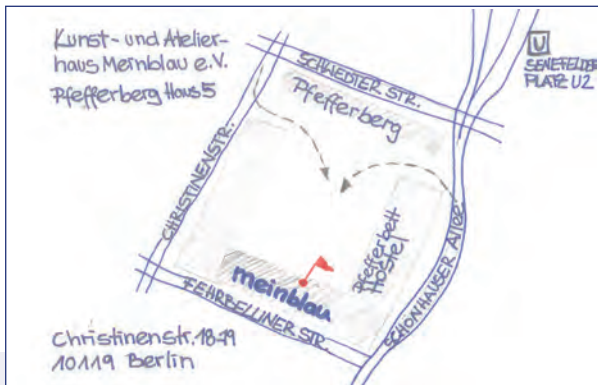 Kunst- und Atelier-
haus Meinblau e.V.
Pfefferberg Haus 5
U
SENEFELDER
PLATZ U2
SCHWEDTER STR.
Pfefferberg
CHRISTINENSTR.
Pfefferbett
Hostel
meinblau
FEHRBELLINER STR.
SCHÖNHAUSER ALLEE
Christinenstr. 18-19
10119 Berlin